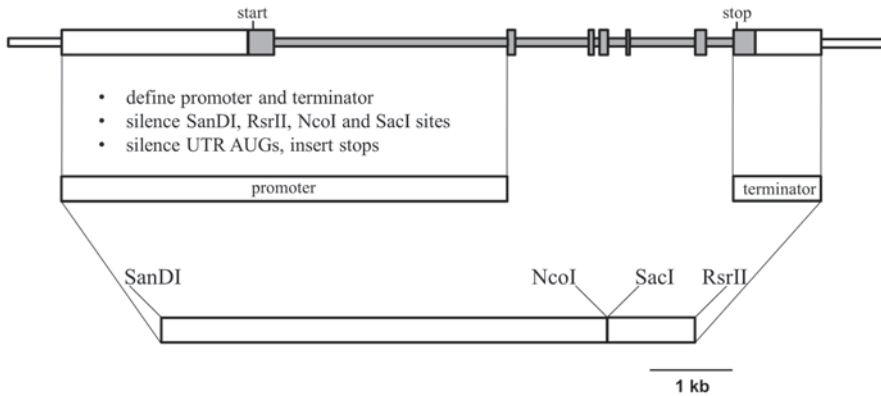 start
stop
• define promoter and terminator
• silence SanDI, RsrII, NcoI and SacI sites
• silence UTR AUGs, insert stops
promoter
terminator
SanDI
NcoI
SacI
RsrII
1 kb